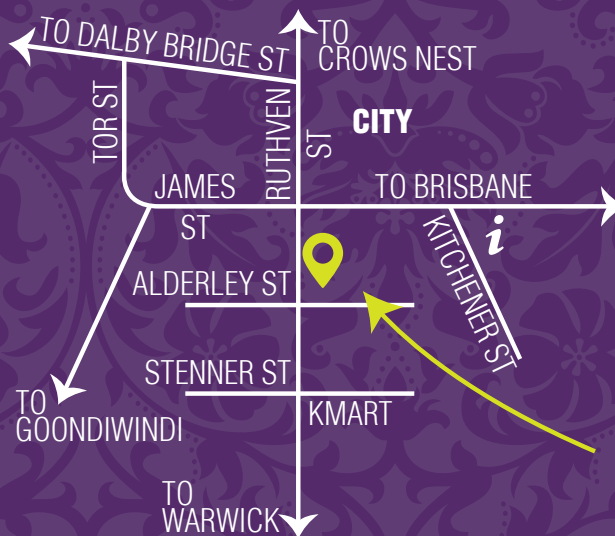 TO DALBY BRIDGE ST
TO
CROWS NEST
TOR ST
RUTHVEN
ST
CITY
JAMES
ST
TO BRISBANE
i
KITCHENER ST
ALDERLEY ST
STENNER ST
KMART
TO
GOONDIWINDI
TO
WARWICK